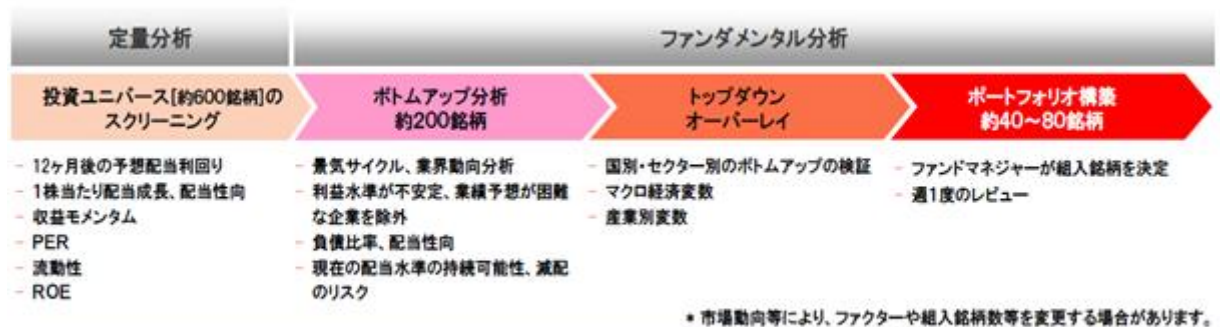 定量分析
ファンダメンタル分析
投資ユニバース[約600銘柄]の
スクリーニング
ボトムアップ分析
約200銘柄
トップダウン
オーバーレイ
ポートフォリオ構築
約40～80銘柄
- 12ヶ月後の予想配当利回り
- 1株当たり配当成長、配当性向
- 収益モメンタム
- PER
- 流動性
- ROE
- 景気サイクル、業界動向分析
- 利益水準が不安定、業績予想が困難
な企業を除外
- 負債比率、配当性向
- 現在の配当水準の持続可能性、減配
のリスク
- 国別・セクター別のボトムアップの検証
- マクロ経済変数
- 産業別変数
- ファンドマネジャーが組入銘柄を決定
- 週1度のレビュー
* 市場動向等により、ファクターや組入銘柄数等を変更する場合があります。